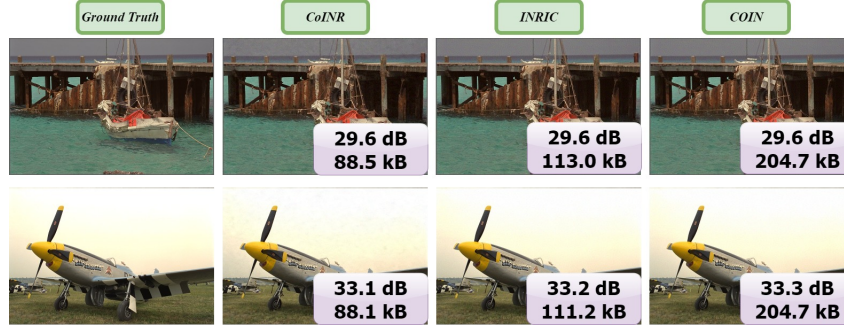 Ground Truth
CoINR
INRIC
COIN
29.6 dB
88.5 kB
29.6 dB
113.0 kB
29.6 dB
204.7 kB
33.1 dB
88.1 kB
33.2 dB
111.2 kB
33.3 dB
204.7 kB